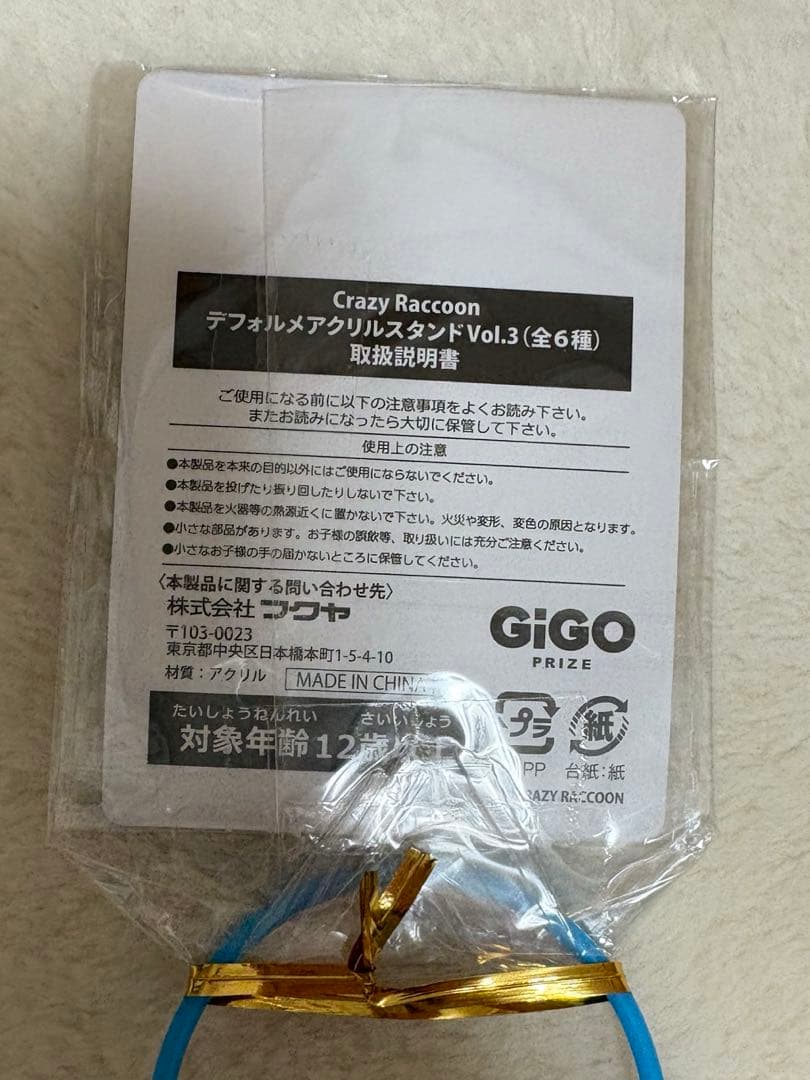 Crazy Raccoon
デフォルメアクリルスタンドVol.3(全6種)
取扱説明書
ご使用になる前に以下の注意事項をよくお読み下さい。
またお読みになったら大切に保管して下さい。
使用上の注意
●本製品を本来の目的以外にはご使用にならないでください。
●本製品を投げたり振り回したりしないで下さい。
●本製品を火器等の熱源近くに置かないで下さい。火災や変形、変色の原因となります。
●小さな部品があります。お子様の誤飲等、取り扱いには充分ご注意ください。
●小さなお子様の手の届かないところに保管してください。
〈本製品に関する問い合わせ先〉
株式会社 フクヤ
〒103-0023
東京都中央区日本橋本町1-5-4-10
GiGO
PRIZE
材質:アクリル MADE IN CHINA
たいしょうねんれい さいいじょう
対象年齢12歳
プラ 紙
PP 台紙:紙
CRAZY RACCOON